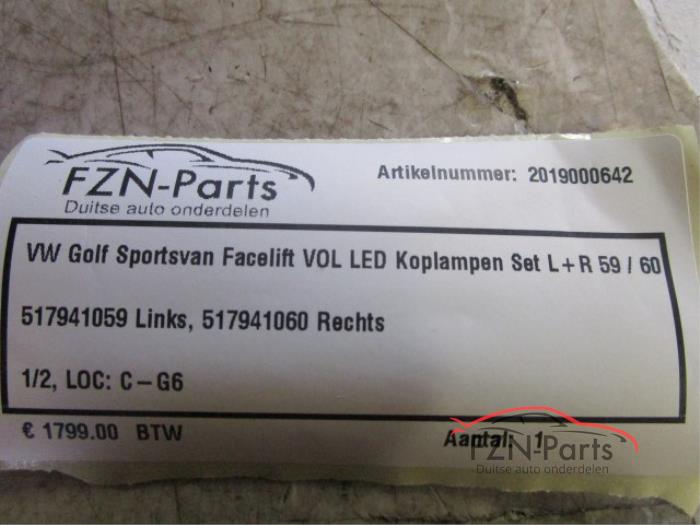 FZN-Parts
Duitse auto onderdelen
Artikelnummer: 2019000642
VW Golf Sportsvan Facelift VOL LED Koplampen Set L+R 59 / 60
517941059 Links, 517941060 Rechts
1/2, LOC: C-G6
€ 1799.00 BTW
Aantal: 1
FZN-Parts
Duitse auto onderdelen